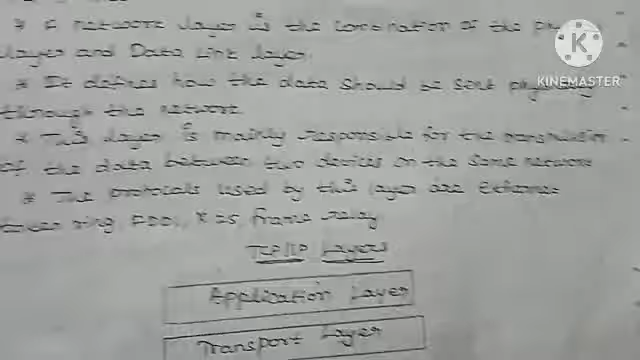 * A network layer is the combination of the
layer and Data Link layer.
* It defines how the data should be sent physically
through the network.
* This layer is mainly responsible for the transmission
of the data between two devices on the same network
* The protocols used by this layer are ethernet
token ring, FDDI, X.25, frame relay
TCP/IP Layers
Application Layer
Transport Layer
KINEMASTER